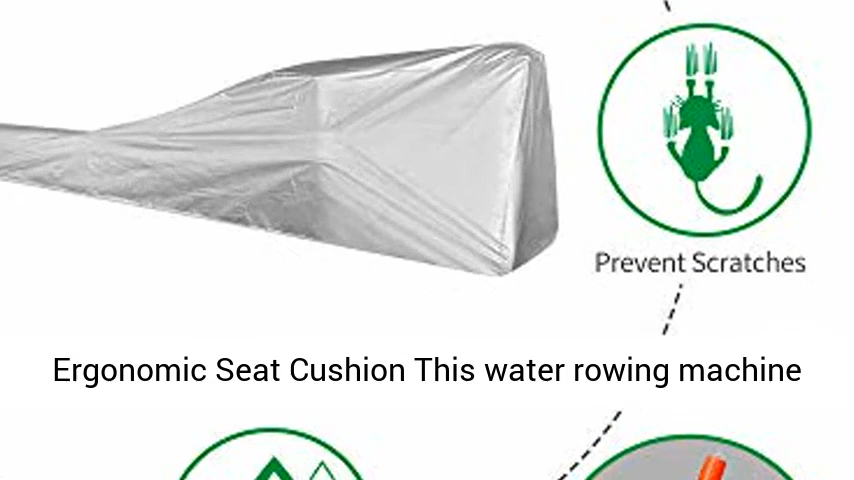 Prevent Scratches
Ergonomic Seat Cushion This water rowing machine